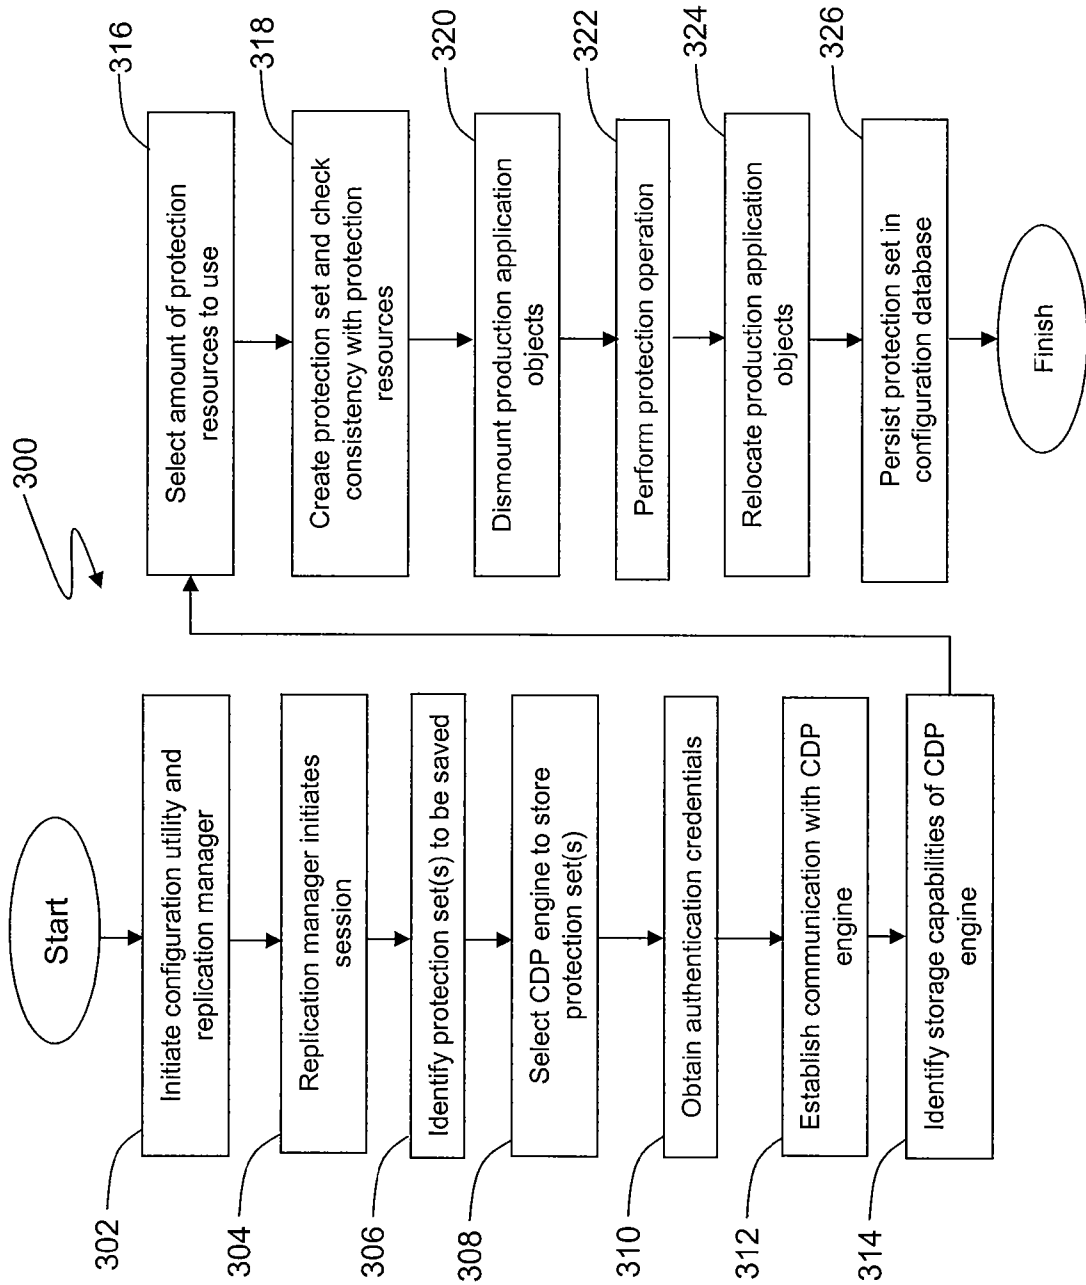 300
Start
302
Initiate configuration utility and
replication manager
304
Replication manager initiates
session
306
Identify protection set(s) to be saved
308
Select CDP engine to store
protection set(s)
310
Obtain authentication credentials
312
Establish communication with CDP
engine
314
Identify storage capabilities of CDP
engine
316
Select amount of protection
resources to use
318
Create protection set and check
consistency with protection
resources
320
Dismount production application
objects
322
Perform protection operation
324
Relocate production application
objects
326
Persist protection set in
configuration database
Finish